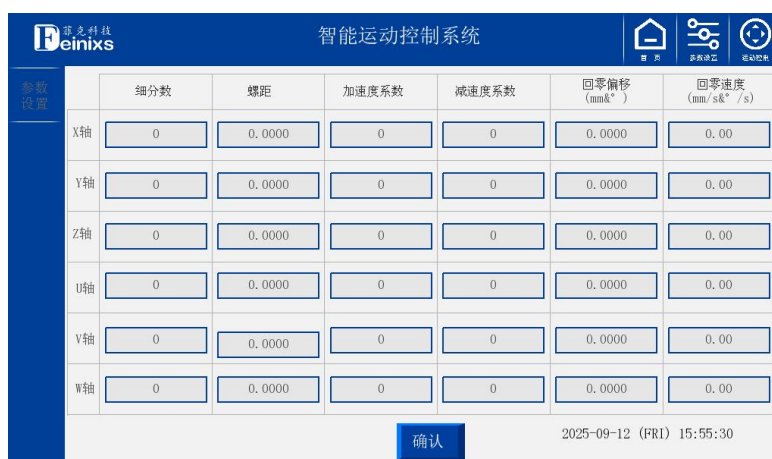 菲克科技
Feinixs
智能运动控制系统
首 页
参数设置
运动控制
参数
设置
细分数 螺距 加速度系数 减速度系数 回零偏移 回零速度
(mm&° ) (mm/s&° /s)
X轴 0 0.0000 0 0 0.0000 0.00
Y轴 0 0.0000 0 0 0.0000 0.00
Z轴 0 0.0000 0 0 0.0000 0.00
U轴 0 0.0000 0 0 0.0000 0.00
V轴 0 0.0000 0 0 0.0000 0.00
W轴 0 0.0000 0 0 0.0000 0.00
确认
2025-09-12 (FRI) 15:55:30